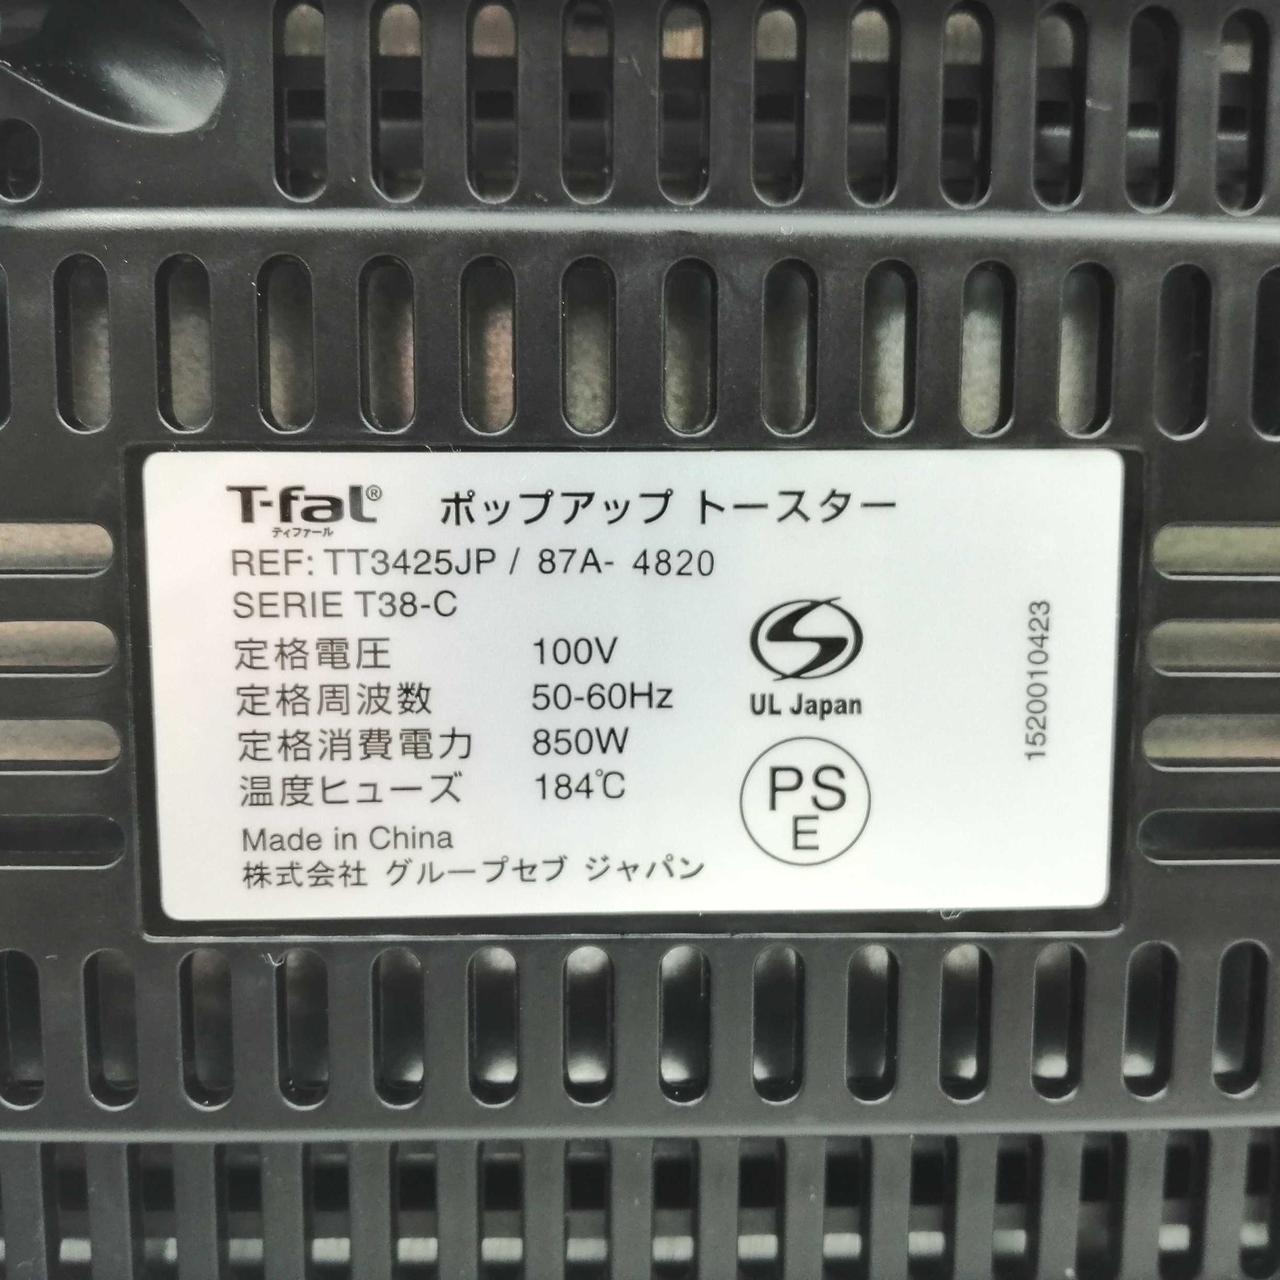 T-fal® ポップアップ トースター
ティファール
REF: TT3425JP / 87A- 4820
SERIE T38-C
定格電圧 100V
定格周波数 50-60Hz
定格消費電力 850W
温度ヒューズ 184℃
Made in China
株式会社 グループセブ ジャパン
S
UL Japan
PS
E
1520010423